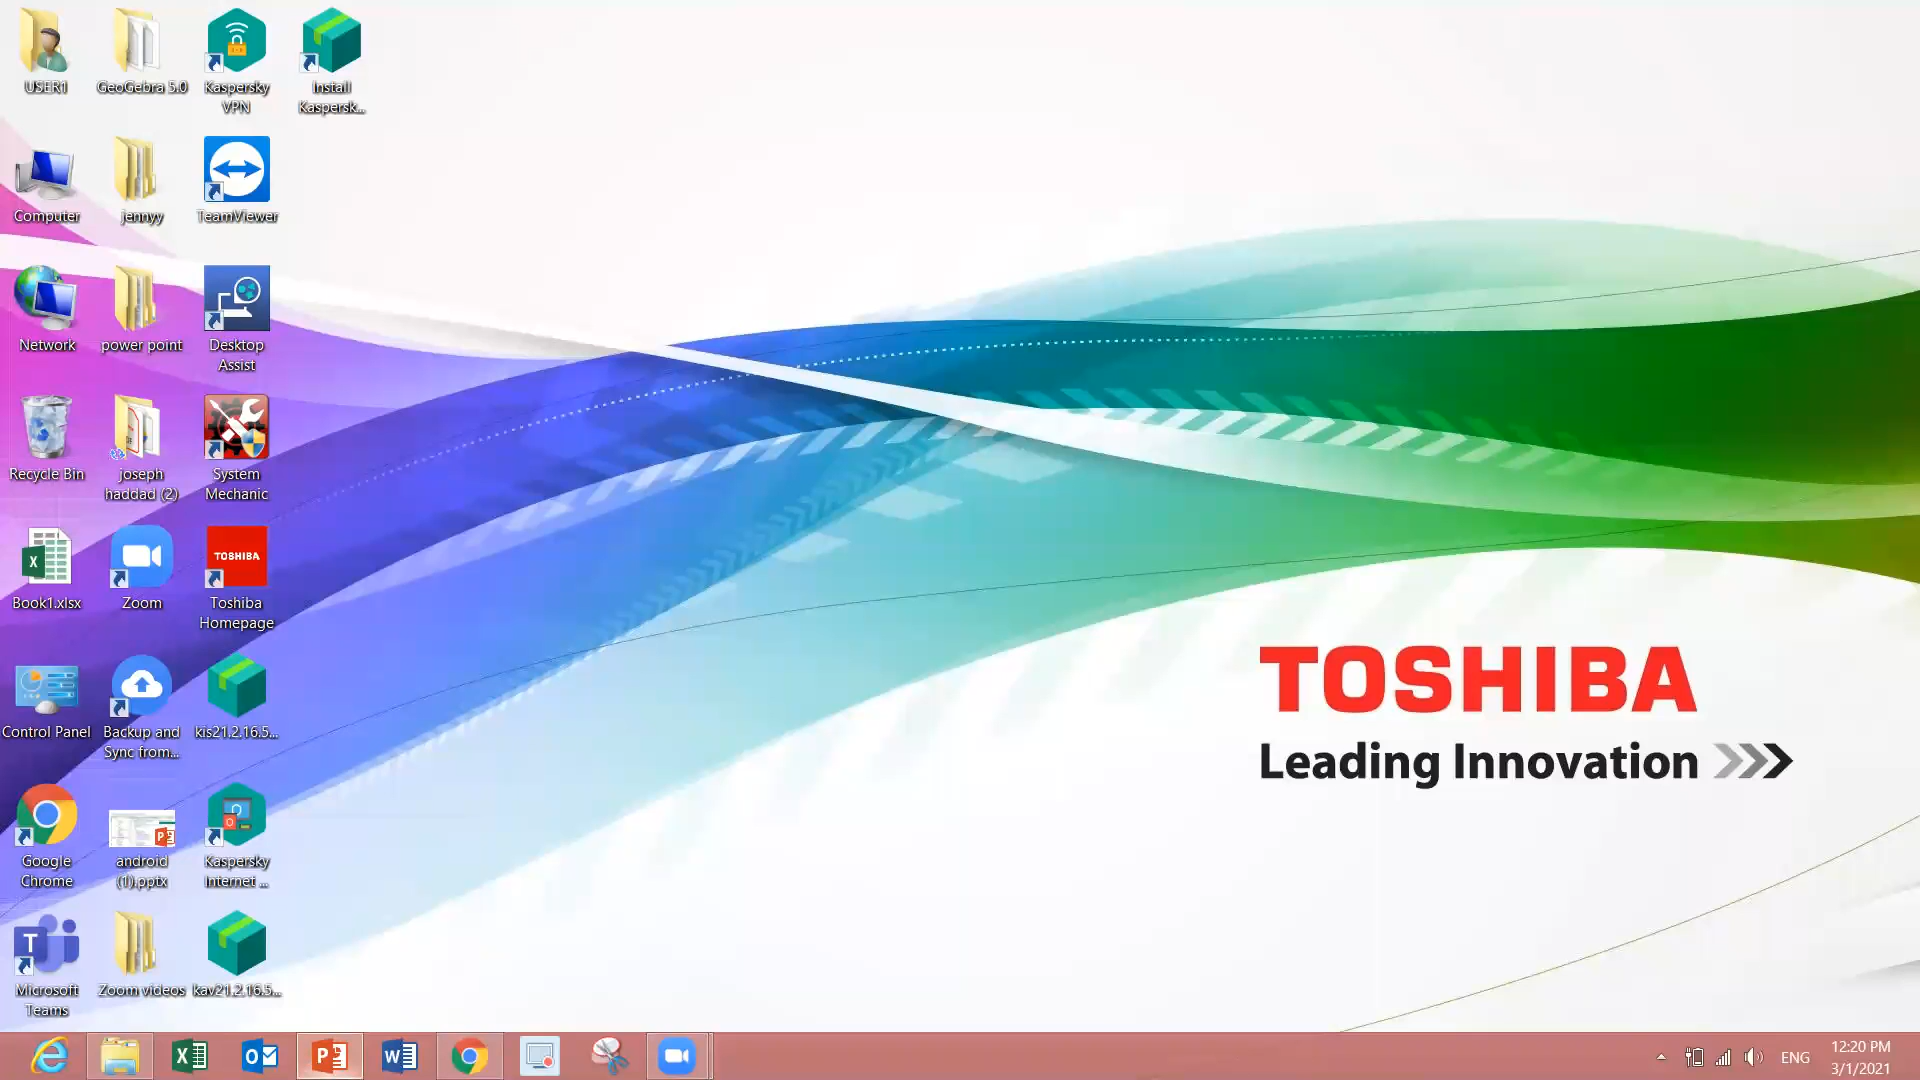 USER1
GeoGebra 5.0
Kaspersky
VPN
Install
Kaspersk...
Computer
jennyy
TeamViewer
Network
power point
Desktop
Assist
Recycle Bin
joseph
haddad (2)
System
Mechanic
Book1.xlsx
Zoom
TOSHIBA
Toshiba
Homepage
Control Panel
Backup and
Sync from...
kis21.2.16.5...
Google
Chrome
android
(1).pptx
Kaspersky
Internet ...
Microsoft
Teams
Zoom videos
kav21.2.16.5...
TOSHIBA
Leading Innovation
ENG
12:20 PM
3/1/2021